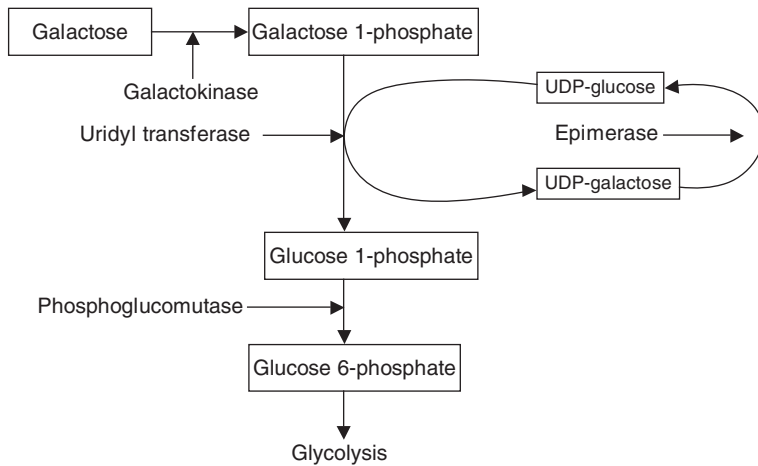 Galactose
Galactose 1-phosphate
Galactokinase
UDP-glucose
Uridyl transferase
Epimerase
UDP-galactose
Glucose 1-phosphate
Phosphoglucomutase
Glucose 6-phosphate
Glycolysis